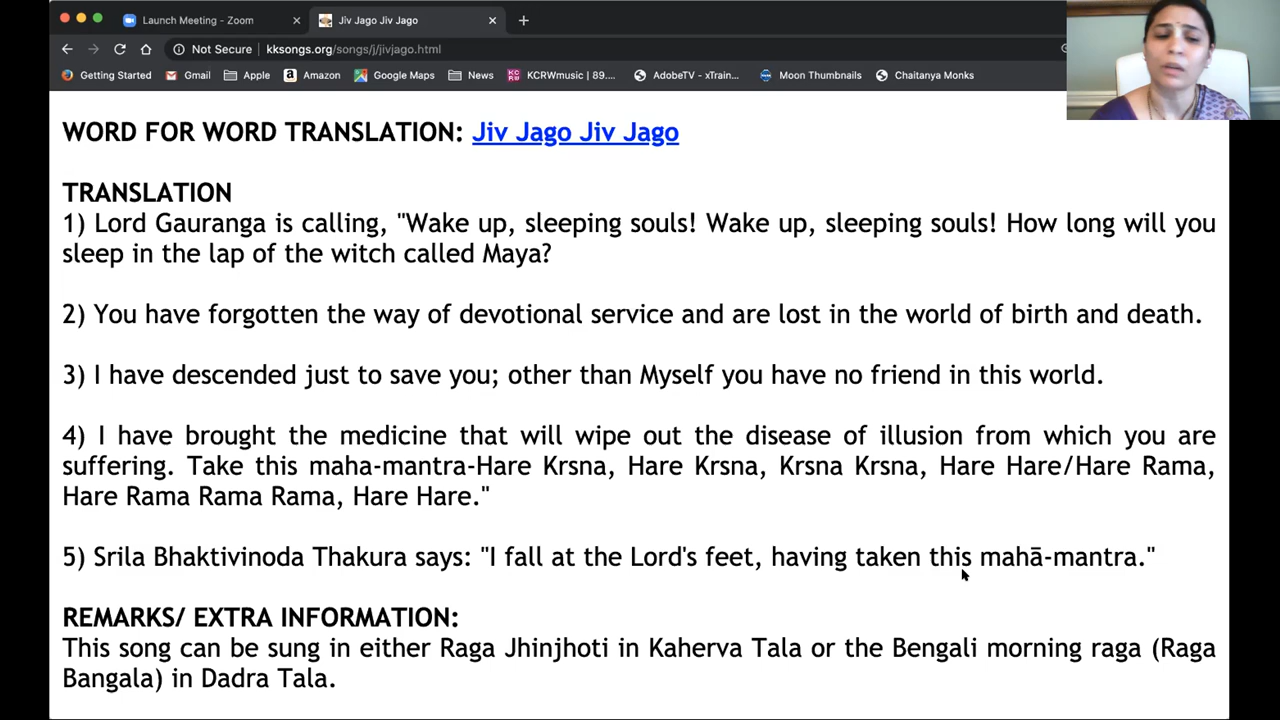 Launch Meeting - Zoom
Jiv Jago Jiv Jago
Not Secure | kksongs.org/songs/j/jivjago.html
Getting Started Gmail Apple Amazon Google Maps News KCRWmusic | 89.... AdobeTV - xTrain... Moon Thumbnails Chaitanya Monks
WORD FOR WORD TRANSLATION: Jiv Jago Jiv Jago
TRANSLATION
1) Lord Gauranga is calling, "Wake up, sleeping souls! Wake up, sleeping souls! How long will you
sleep in the lap of the witch called Maya?
2) You have forgotten the way of devotional service and are lost in the world of birth and death.
3) I have descended just to save you; other than Myself you have no friend in this world.
4) I have brought the medicine that will wipe out the disease of illusion from which you are
suffering. Take this maha-mantra-Hare Krsna, Hare Krsna, Krsna Krsna, Hare Hare/Hare Rama,
Hare Rama Rama Rama, Hare Hare."
5) Srila Bhaktivinoda Thakura says: "I fall at the Lord's feet, having taken this mahā-mantra."
REMARKS/ EXTRA INFORMATION:
This song can be sung in either Raga Jhinjhoti in Kaherva Tala or the Bengali morning raga (Raga
Bangala) in Dadra Tala.